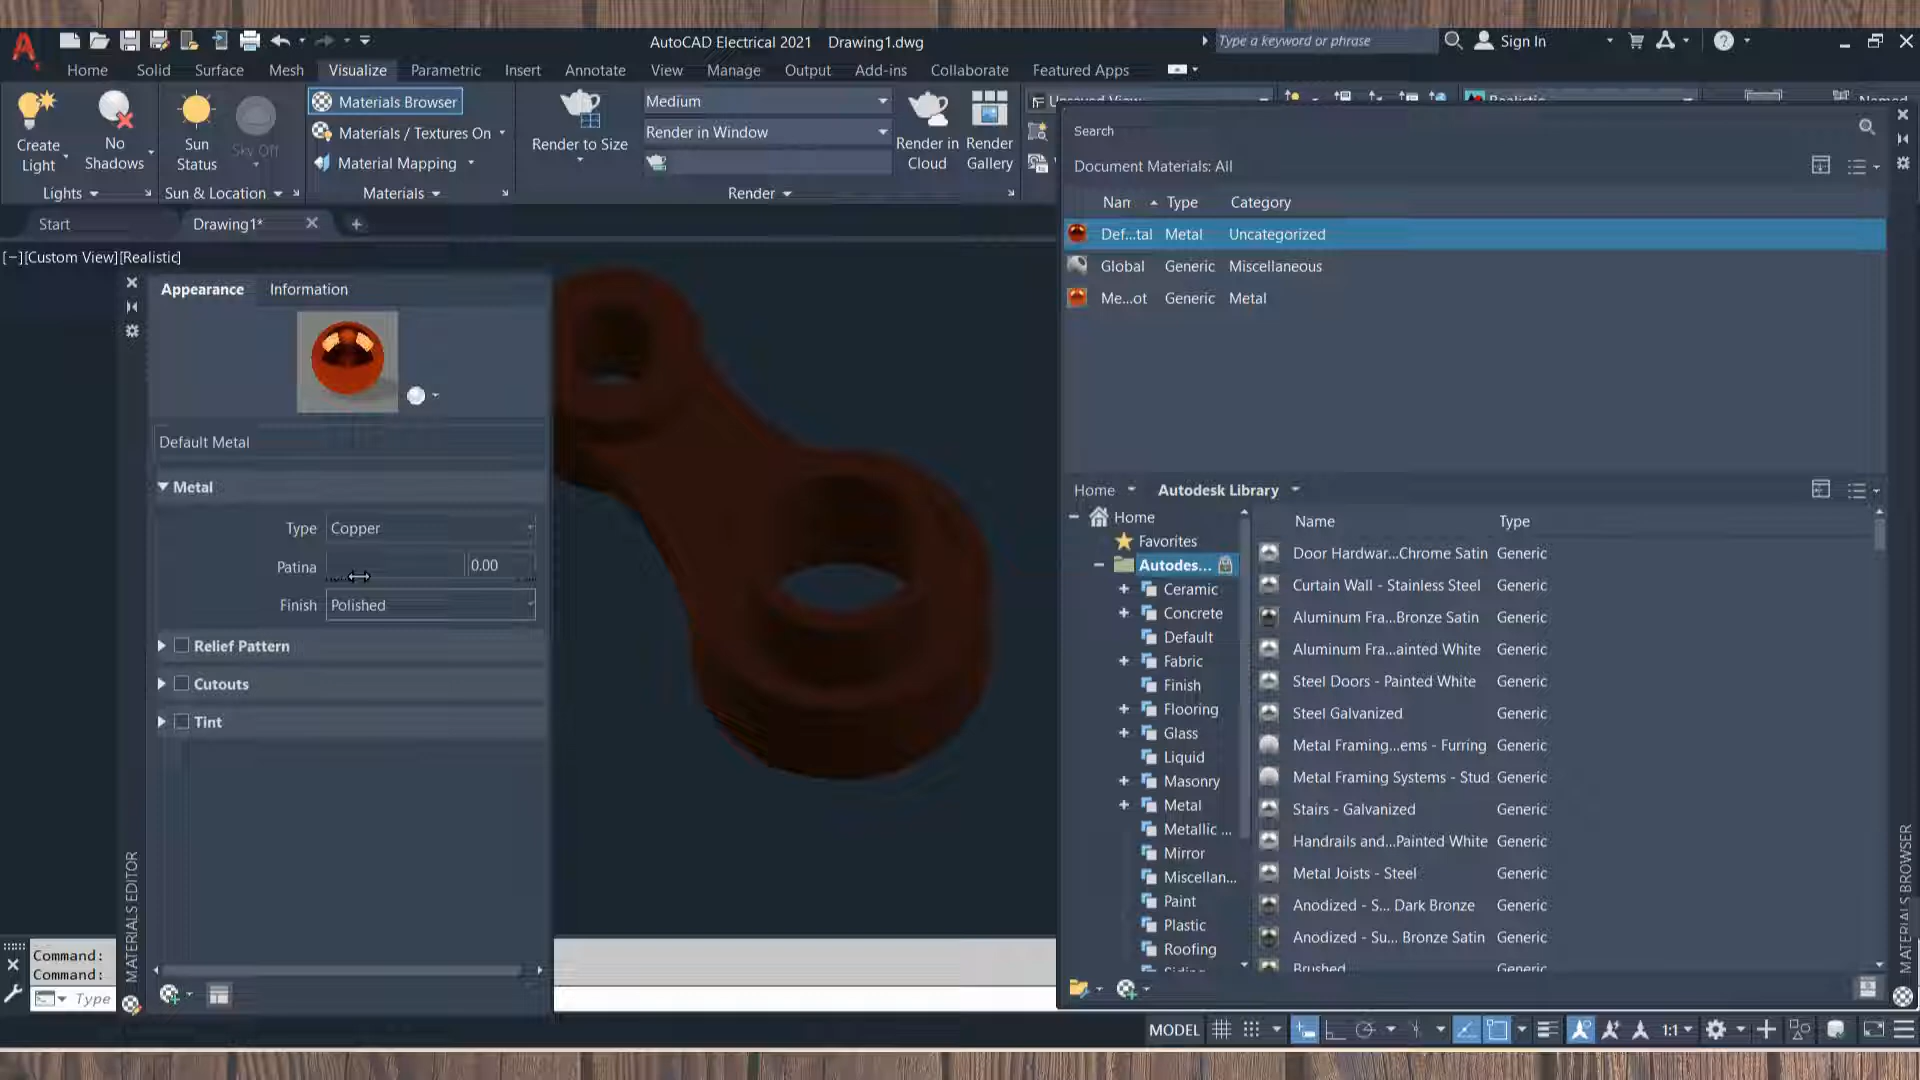 AutoCAD Electrical 2021 Drawing1.dwg
Type a keyword or phrase
Sign In
Home Solid Surface Mesh Visualize Parametric Insert Annotate View Manage Output Add-ins Collaborate Featured Apps
Create
Light
No
Shadows
Sun
Status
Sky Off
Materials Browser
Materials / Textures On
Material Mapping
Render to Size
Medium
Render in Window
Render in
Cloud
Render
Gallery
Realistic
Named
Lights
Sun & Location
Materials
Render
Start
Drawing1*
[−][Custom View][Realistic]
Appearance
Information
Default Metal
Metal
Type Copper
Patina 0.00
Finish Polished
Relief Pattern
Cutouts
Tint
MATERIALS EDITOR
Command:
Command:
Type
Search
Document Materials: All
Nan Type Category
Def...tal Metal Uncategorized
Global Generic Miscellaneous
Me...ot Generic Metal
Home
Autodesk Library
Home
Favorites
Autodes...
Ceramic
Concrete
Default
Fabric
Finish
Flooring
Glass
Liquid
Masonry
Metal
Metallic ...
Mirror
Miscellan...
Paint
Plastic
Roofing
Name Type
Door Hardwar...Chrome Satin Generic
Curtain Wall - Stainless Steel Generic
Aluminum Fra...Bronze Satin Generic
Aluminum Fra...ainted White Generic
Steel Doors - Painted White Generic
Steel Galvanized Generic
Metal Framing...ems - Furring Generic
Metal Framing Systems - Stud Generic
Stairs - Galvanized Generic
Handrails and...Painted White Generic
Metal Joists - Steel Generic
Anodized - S... Dark Bronze Generic
Anodized - Su... Bronze Satin Generic
Brushed
MATERIALS BROWSER
MODEL
1:1